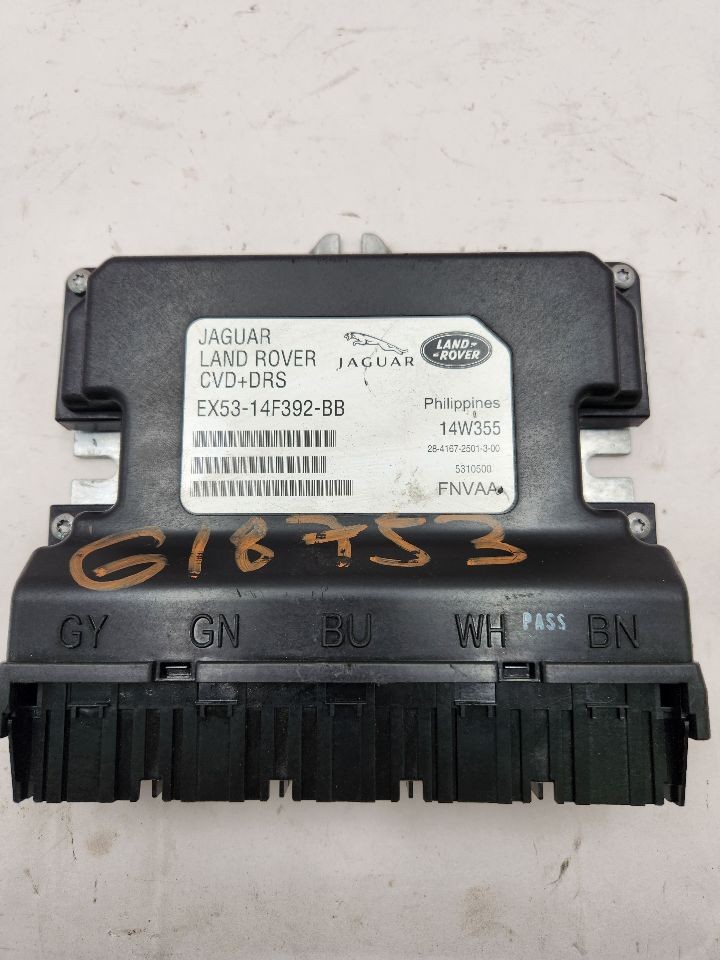 JAGUAR
LAND ROVER
CVD+DRS
JAGUAR
LAND-
-ROVER
EX53-14F392-BB
Philippines
14W355
28-4167-2501-3-00
5310500
FNVAA
G18753
GY GN BU WH PASS BN